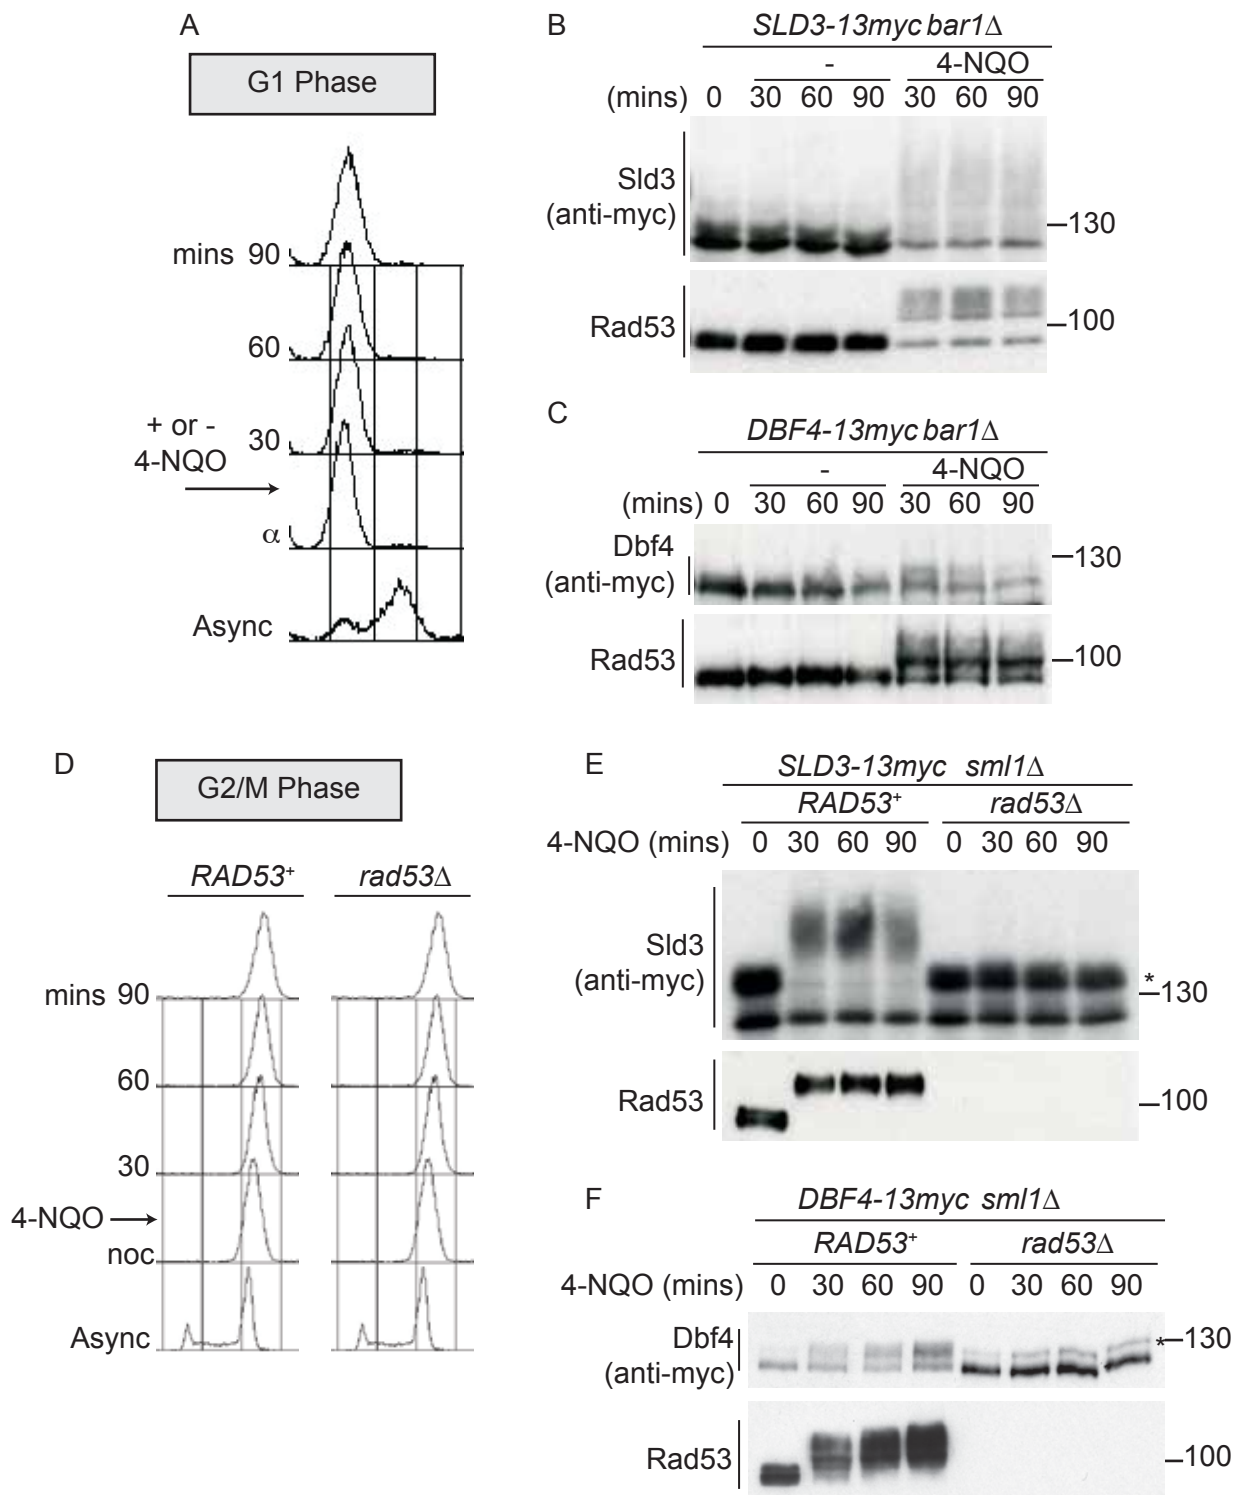 A
G1 Phase
mins 90
60
30
+ or -
4-NQO
α
Async
B
SLD3-13myc bar1Δ
- 4-NQO
(mins) 0 30 60 90 30 60 90
Sld3
(anti-myc)
130
Rad53
100
C
DBF4-13myc bar1Δ
- 4-NQO
(mins) 0 30 60 90 30 60 90
Dbf4
(anti-myc)
130
Rad53
100
D
G2/M Phase
RAD53+ rad53Δ
mins 90
60
30
4-NQO
noc
Async
E
SLD3-13myc sml1Δ
RAD53+ rad53Δ
4-NQO (mins) 0 30 60 90 0 30 60 90
Sld3
(anti-myc)
*
130
Rad53
100
F
DBF4-13myc sml1Δ
RAD53+ rad53Δ
4-NQO (mins) 0 30 60 90 0 30 60 90
Dbf4
(anti-myc)
*
130
Rad53
100